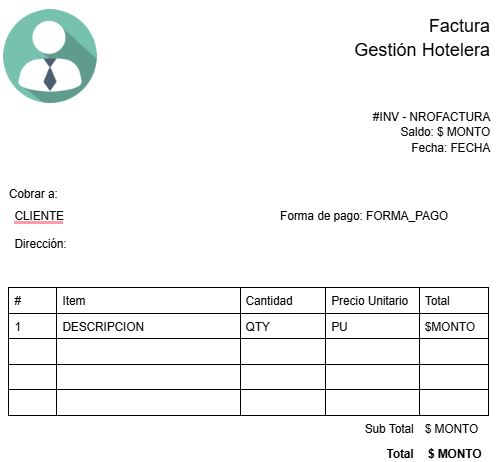 Factura
Gestión Hotelera
#INV - NROFACTURA
Saldo: $ MONTO
Fecha: FECHA
Cobrar a:
CLIENTE Forma de pago: FORMA_PAGO
Dirección:
# Item Cantidad Precio Unitario Total
1 DESCRIPCION QTY PU $MONTO
Sub Total $ MONTO
Total $ MONTO